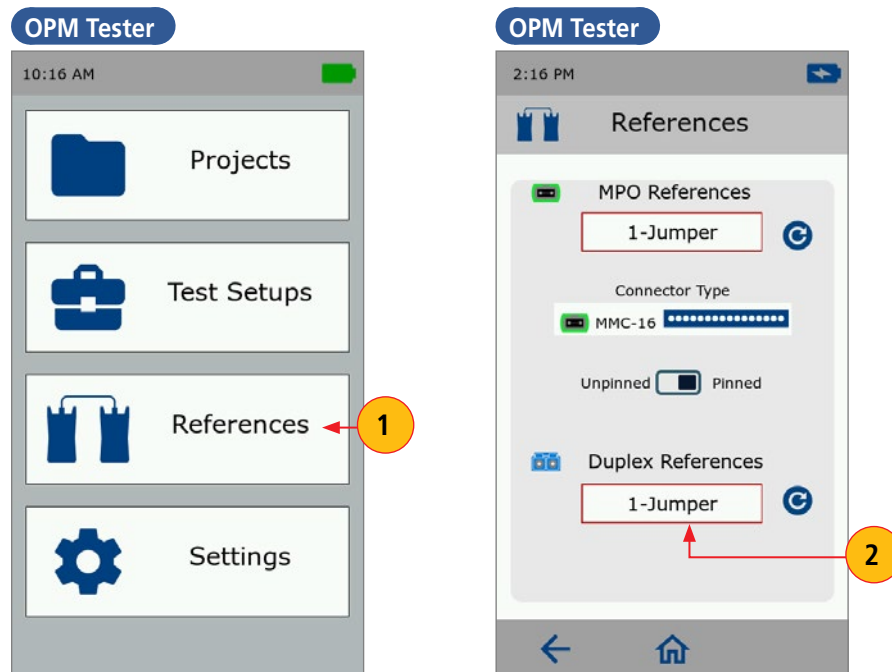 OPM Tester
10:16 AM
Projects
Test Setups
References
1
Settings
OPM Tester
2:16 PM
References
MPO References
1-Jumper
Connector Type
MMC-16
Unpinned Pinned
Duplex References
1-Jumper
2